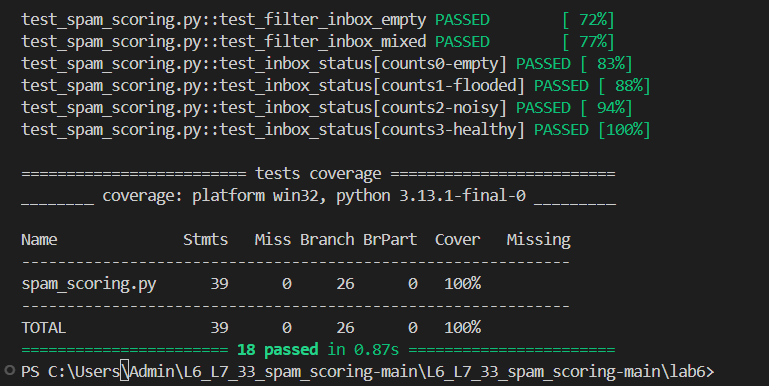 test_spam_scoring.py::test_filter_inbox_empty PASSED        [ 72%]
test_spam_scoring.py::test_filter_inbox_mixed PASSED        [ 77%]
test_spam_scoring.py::test_inbox_status[counts0-empty] PASSED [ 83%]
test_spam_scoring.py::test_inbox_status[counts1-flooded] PASSED [ 88%]
test_spam_scoring.py::test_inbox_status[counts2-noisy] PASSED [ 94%]
test_spam_scoring.py::test_inbox_status[counts3-healthy] PASSED [100%]
========================= tests coverage =========================
________ coverage: platform win32, python 3.13.1-final-0 _________
Name              Stmts   Miss Branch BrPart  Cover   Missing
-------------------------------------------------------------
spam_scoring.py      39      0     26      0   100%
-------------------------------------------------------------
TOTAL                39      0     26      0   100%
======================= 18 passed in 0.87s =======================
PS C:\Users\Admin\L6_L7_33_spam_scoring-main\L6_L7_33_spam_scoring-main\lab6>